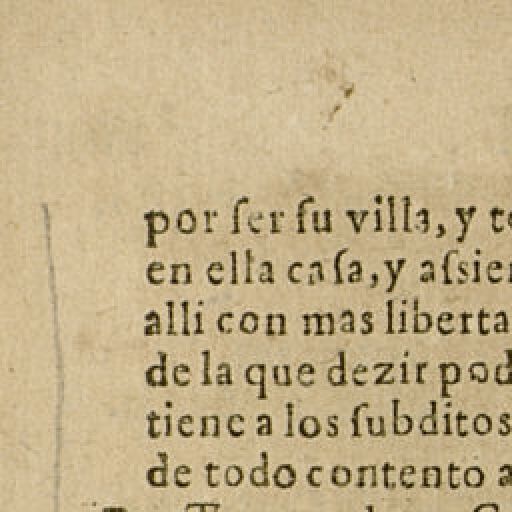 por ſer ſu villa, y te
en ella caſa, y aſsien
alli con mas liberta
de la que dezir pod
tiene a los ſubditos
de todo contento a